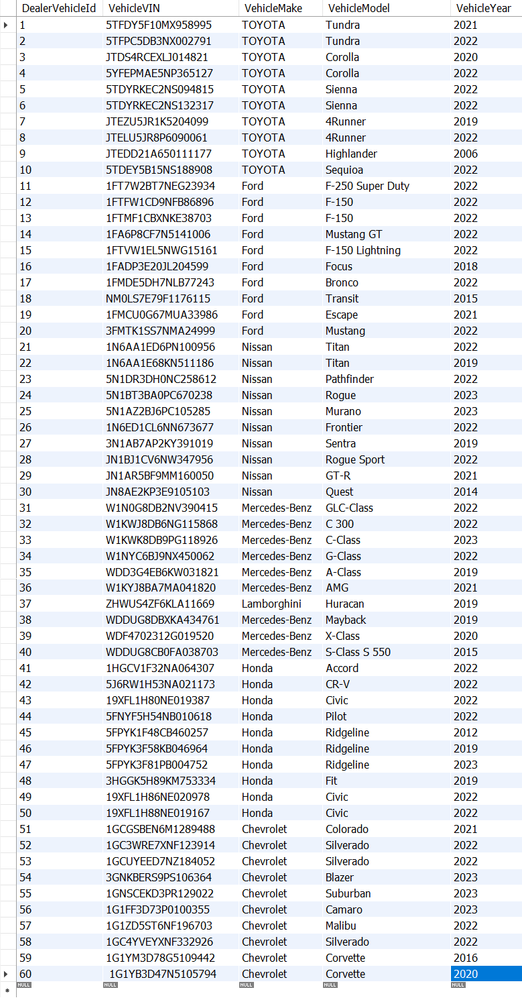 DealerVehicleId VehicleVIN VehicleMake VehicleModel VehicleYear
1 5TFDY5F10MX958995 TOYOTA Tundra 2021
2 5TFPC5DB3NX002791 TOYOTA Tundra 2022
3 JTDS4RCEXLJ014821 TOYOTA Corolla 2020
4 5YFEPMAE5NP365127 TOYOTA Corolla 2022
5 5TDYRKEC2NS094815 TOYOTA Sienna 2022
6 5TDYRKEC2NS132317 TOYOTA Sienna 2022
7 JTEZU5JR1K5204099 TOYOTA 4Runner 2019
8 JTELU5JR8P6090061 TOYOTA 4Runner 2022
9 JTEDD21A650111177 TOYOTA Highlander 2006
10 5TDEY5B15NS188908 TOYOTA Sequioa 2022
11 1FT7W2BT7NEG23934 Ford F-250 Super Duty 2022
12 1FTFW1CD9NFB86896 Ford F-150 2022
13 1FTMF1CBXNKE38703 Ford F-150 2022
14 1FA6P8CF7N5141006 Ford Mustang GT 2022
15 1FTVW1EL5NWG15161 Ford F-150 Lightning 2022
16 1FADP3E20JL204599 Ford Focus 2018
17 1FMDE5DH7NLB77243 Ford Bronco 2022
18 NM0LS7E79F1176115 Ford Transit 2015
19 1FMCU0G67MUA33986 Ford Escape 2021
20 3FMTK1SS7NMA24999 Ford Mustang 2022
21 1N6AA1ED6PN100956 Nissan Titan 2022
22 1N6AA1E68KN511186 Nissan Titan 2019
23 5N1DR3DH0NC258612 Nissan Pathfinder 2022
24 5N1BT3BA0PC670238 Nissan Rogue 2023
25 5N1AZ2BJ6PC105285 Nissan Murano 2023
26 1N6ED1CL6NN673677 Nissan Frontier 2022
27 3N1AB7AP2KY391019 Nissan Sentra 2019
28 JN1BJ1CV6NW347956 Nissan Rogue Sport 2022
29 JN1AR5BF9MM160050 Nissan GT-R 2021
30 JN8AE2KP3E9105103 Nissan Quest 2014
31 W1N0G8DB2NV390415 Mercedes-Benz GLC-Class 2022
32 W1KWJ8DB6NG115868 Mercedes-Benz C 300 2022
33 W1KWK8DB9PG118926 Mercedes-Benz C-Class 2023
34 W1NYC6BJ9NX450062 Mercedes-Benz G-Class 2022
35 WDD3G4EB6KW031821 Mercedes-Benz A-Class 2019
36 W1KYJ8BA7MA041820 Mercedes-Benz AMG 2021
37 ZHWUS4ZF6KLA11669 Lamborghini Huracan 2019
38 WDDUG8DBXKA434761 Mercedes-Benz Mayback 2019
39 WDF4702312G019520 Mercedes-Benz X-Class 2020
40 WDDUG8CB0FA038703 Mercedes-Benz S-Class S 550 2015
41 1HGCV1F32NA064307 Honda Accord 2022
42 5J6RW1H53NA021173 Honda CR-V 2022
43 19XFL1H80NE019387 Honda Civic 2022
44 5FNYF5H54NB010618 Honda Pilot 2022
45 5FPYK1F48CB460257 Honda Ridgeline 2012
46 5FPYK3F58KB046964 Honda Ridgeline 2019
47 5FPYK3F81PB004752 Honda Ridgeline 2023
48 3HGGK5H89KM753334 Honda Fit 2019
49 19XFL1H86NE020978 Honda Civic 2022
50 19XFL1H88NE019167 Honda Civic 2022
51 1GCGSBEN6M1289488 Chevrolet Colorado 2021
52 1GC3WRE7XNF123914 Chevrolet Silverado 2022
53 1GCUYEED7NZ184052 Chevrolet Silverado 2022
54 3GNKBERS9PS106364 Chevrolet Blazer 2023
55 1GNSCEKD3PR129022 Chevrolet Suburban 2023
56 1G1FF3D73P0100355 Chevrolet Camaro 2023
57 1G1ZD5ST6NF196703 Chevrolet Malibu 2022
58 1GC4YVEYXNF332926 Chevrolet Silverado 2022
59 1G1YM3D78G5109442 Chevrolet Corvette 2016
60 1G1YB3D47N5105794 Chevrolet Corvette 2020
NULL NULL NULL NULL NULL